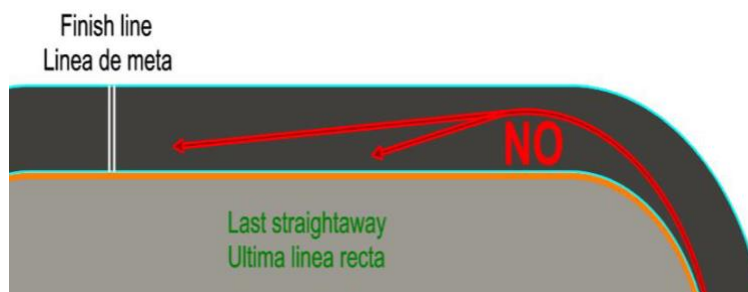 Finish line
Linea de meta
NO
Last straightaway
Ultima linea recta